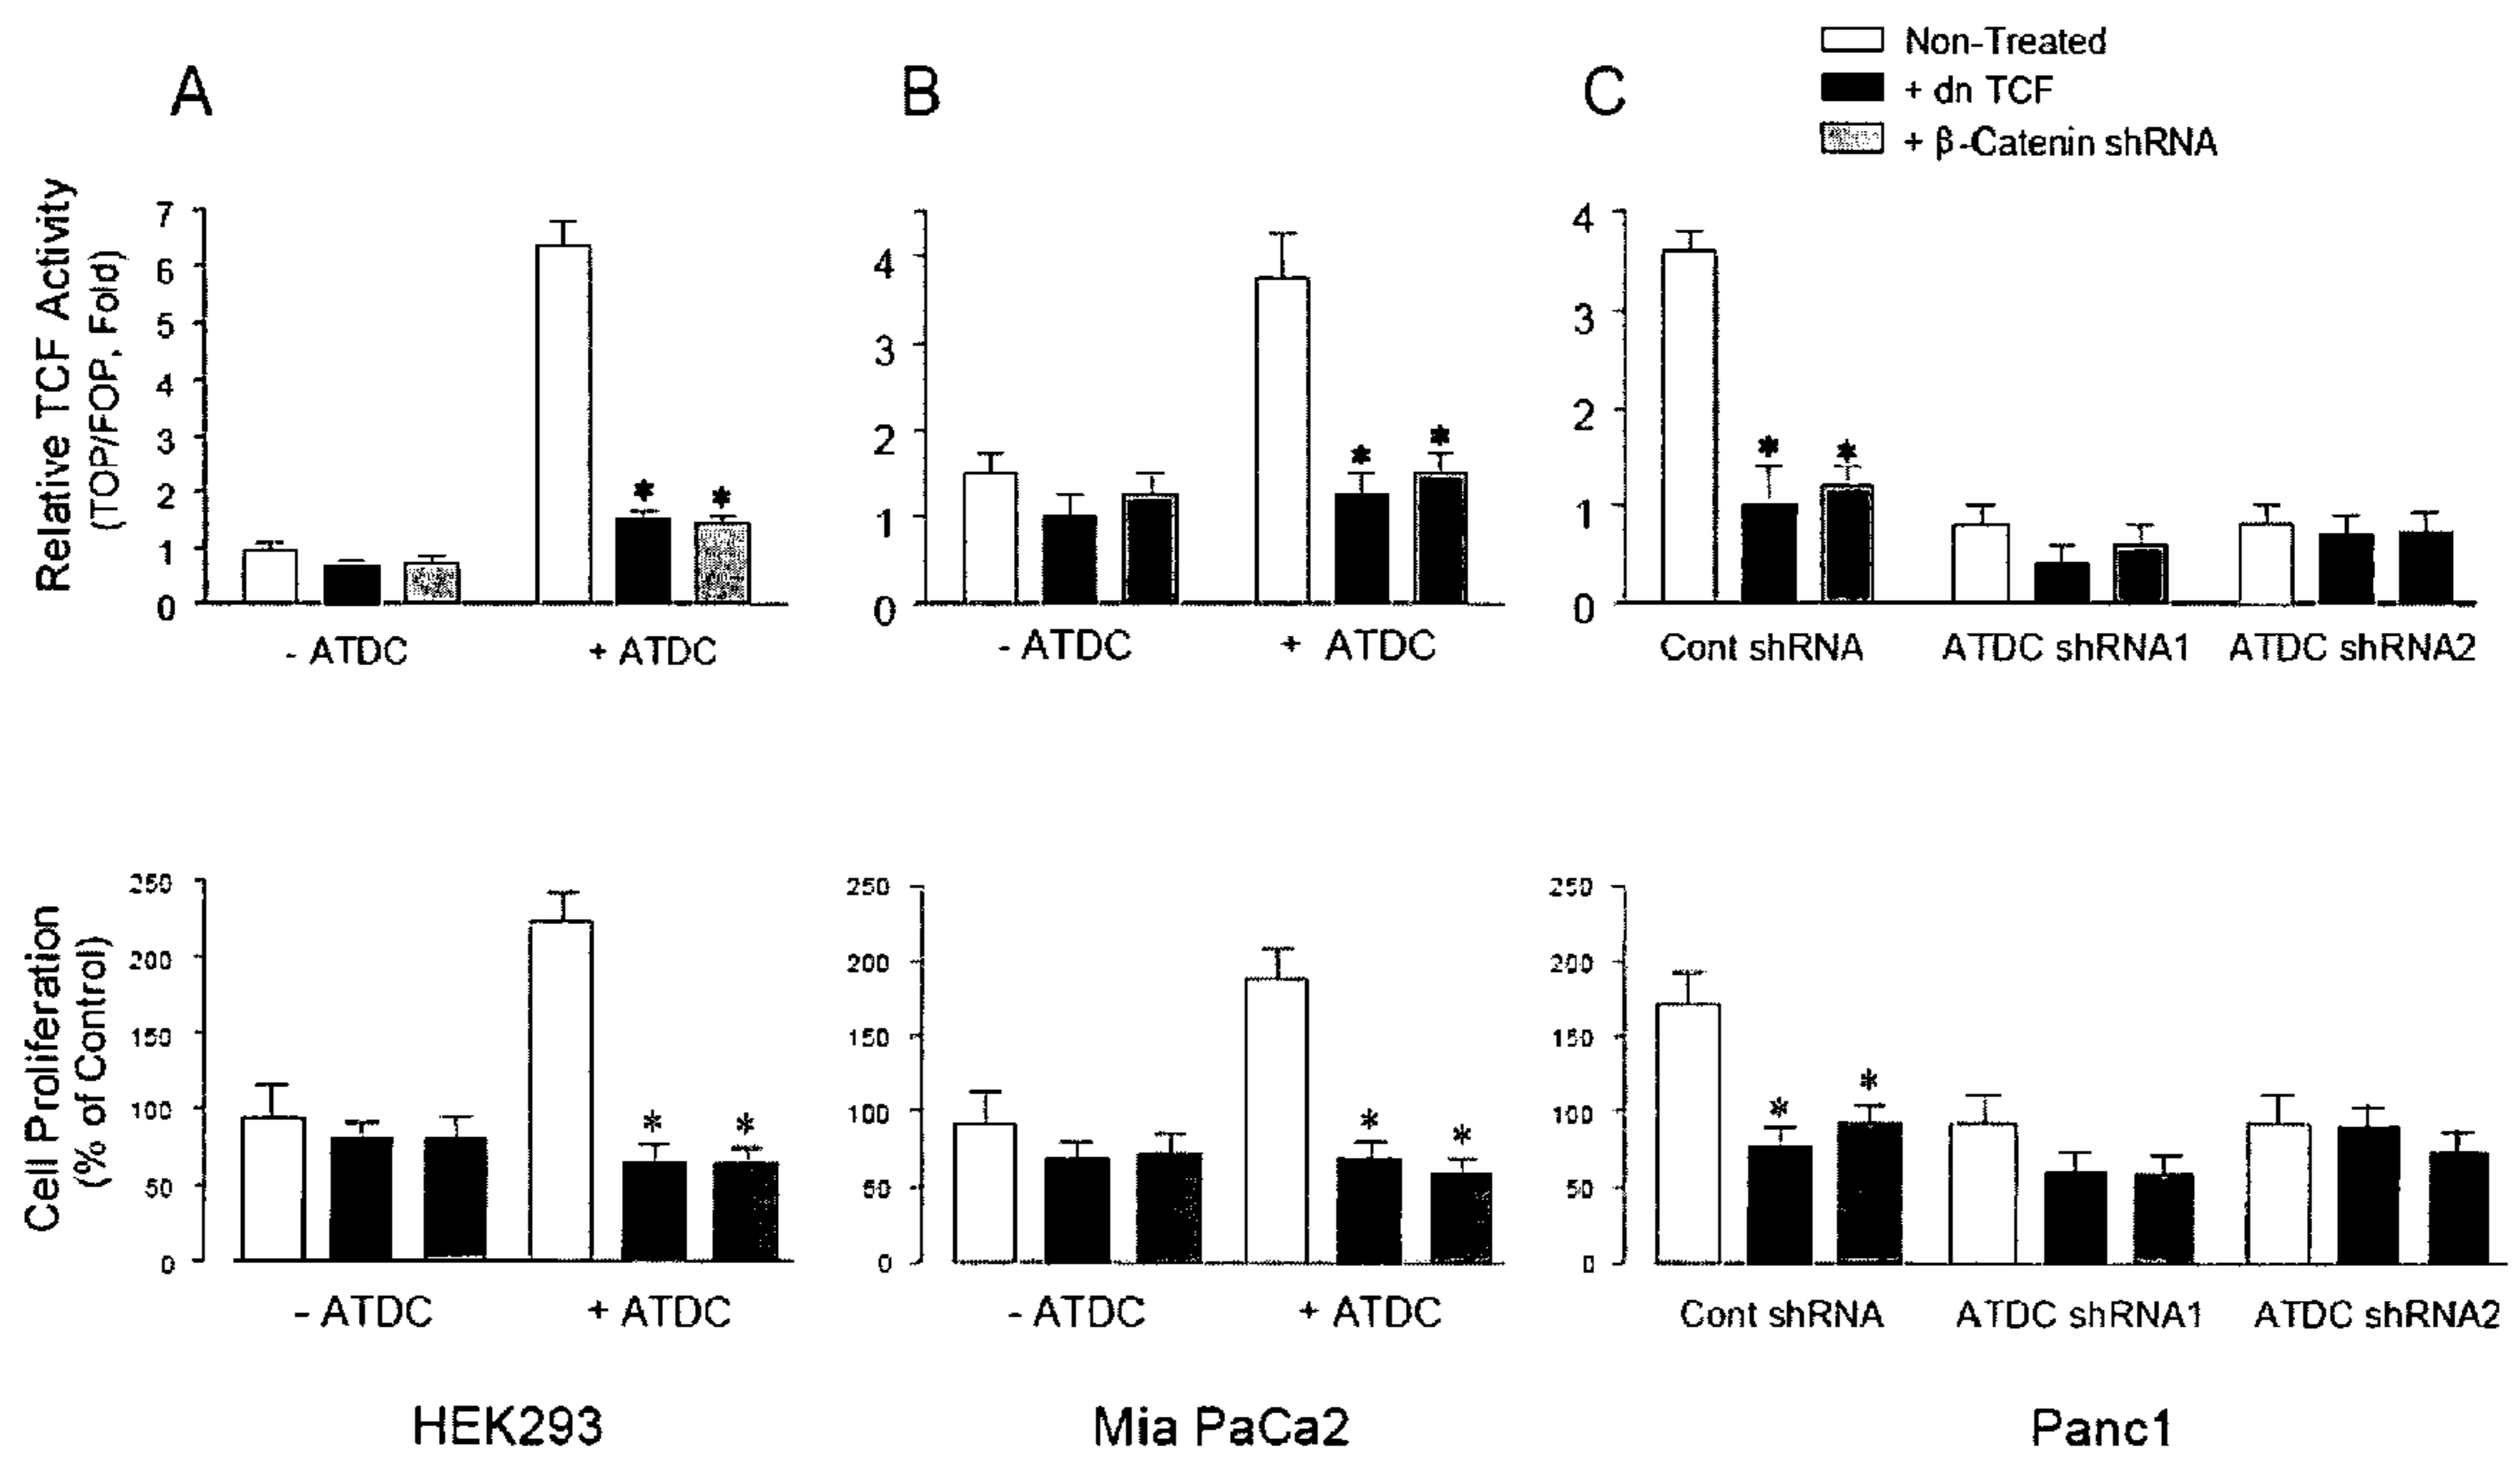 Non-Treated
+ dn TCF
+ β-Catenin shRNA
A
B
C
Relative TCF Activity
(TOP/FOP, Fold)
7
6
5
4
3
2
1
0
* *
- ATDC + ATDC
4
3
2
1
0
* *
- ATDC + ATDC
4
3
2
1
0
* *
Cont shRNA ATDC shRNA1 ATDC shRNA2
Cell Proliferation
(% of Control)
250
200
150
100
50
0
* *
- ATDC + ATDC
250
200
150
100
50
0
* *
- ATDC + ATDC
250
200
150
100
50
0
* *
Cont shRNA ATDC shRNA1 ATDC shRNA2
HEK293
Mia PaCa2
Panc1